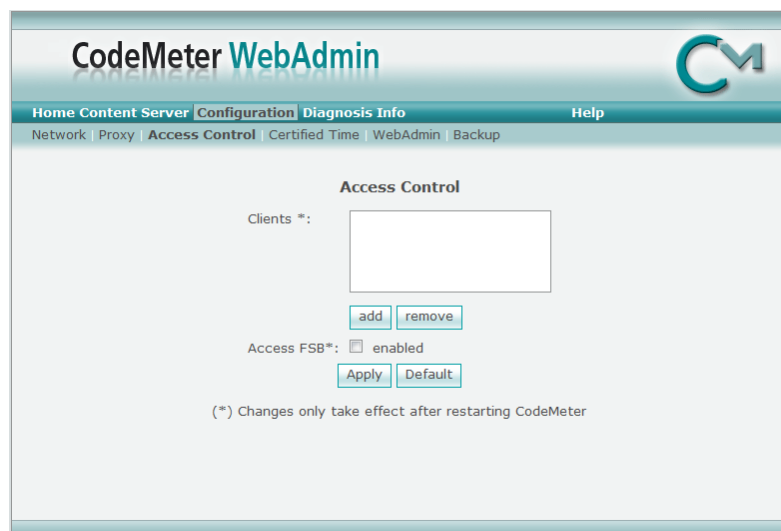 CodeMeter WebAdmin
CM
Home Content Server Configuration Diagnosis Info Help
Network | Proxy | Access Control | Certified Time | WebAdmin | Backup
Access Control
Clients *:
add remove
Access FSB*: enabled
Apply Default
(*) Changes only take effect after restarting CodeMeter